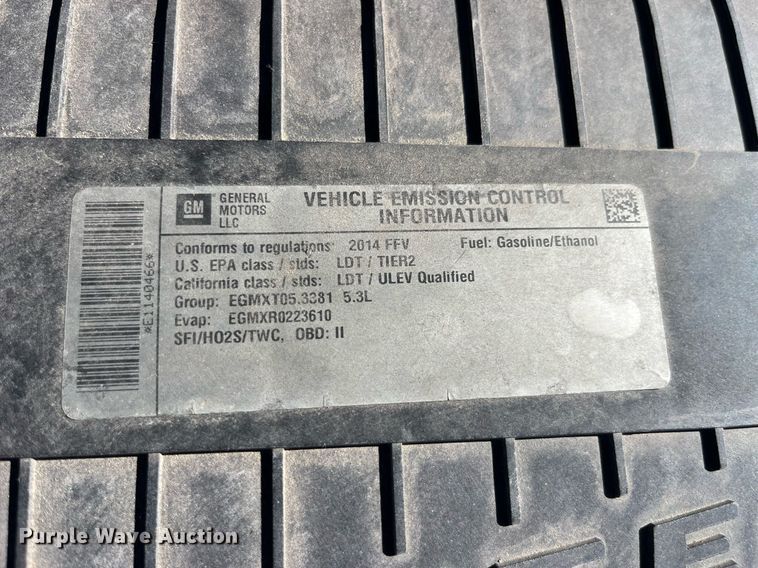 GM
GENERAL
MOTORS
LLC
VEHICLE EMISSION CONTROL
INFORMATION
Conforms to regulations: 2014 FFV Fuel: Gasoline/Ethanol
U.S. EPA class / stds: LDT / TIER2
California class / stds: LDT / ULEV Qualified
Group: EGMXT05.3381 5.3L
Evap: EGMXR0223610
SFI/HO2S/TWC, OBD: II
*E1140466*
Purple Wave Auction